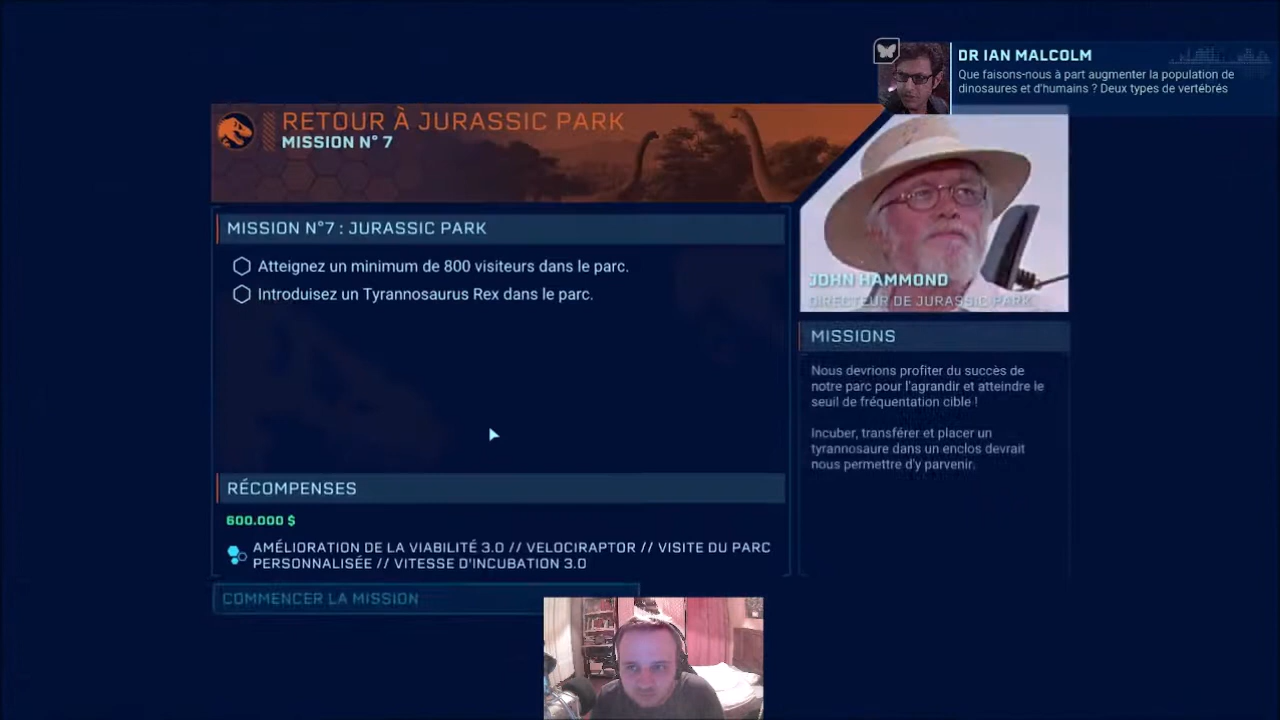 DR IAN MALCOLM
Que faisons-nous à part augmenter la population de
dinosaures et d'humains ? Deux types de vertébrés
RETOUR À JURASSIC PARK
MISSION N° 7
MISSION N°7 : JURASSIC PARK
Atteignez un minimum de 800 visiteurs dans le parc.
Introduisez un Tyrannosaurus Rex dans le parc.
JOHN HAMMOND
DIRECTEUR DE JURASSIC PARK
MISSIONS
Nous devrions profiter du succès de
notre parc pour l'agrandir et atteindre le
seuil de fréquentation cible !
Incuber, transférer et placer un
tyrannosaure dans un enclos devrait
nous permettre d'y parvenir.
RÉCOMPENSES
600.000 $
AMÉLIORATION DE LA VIABILITÉ 3.0 // VELOCIRAPTOR // VISITE DU PARC
PERSONNALISÉE // VITESSE D'INCUBATION 3.0
COMMENCER LA MISSION